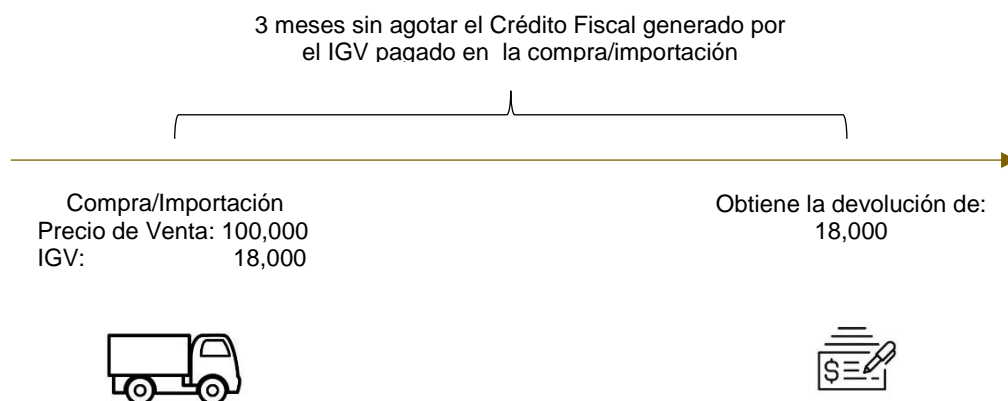 3 meses sin agotar el Crédito Fiscal generado por
el IGV pagado en la compra/importación
Compra/Importación
Precio de Venta: 100,000
IGV: 18,000
Obtiene la devolución de:
18,000
$